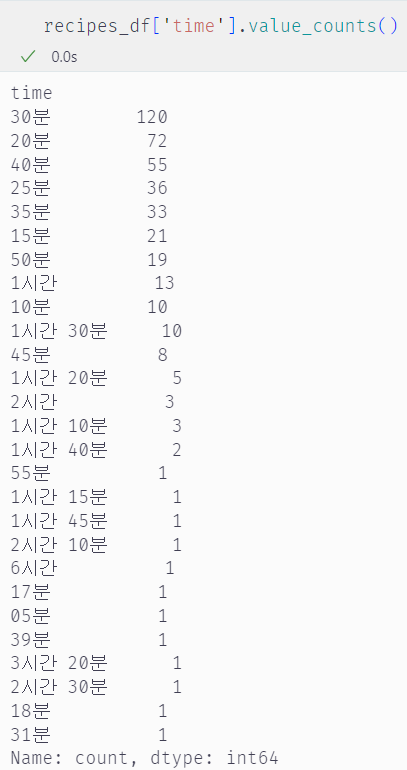 recipes_df['time'].value_counts()
✓ 0.0s
time
30분 120
20분 72
40분 55
25분 36
35분 33
15분 21
50분 19
1시간 13
10분 10
1시간 30분 10
45분 8
1시간 20분 5
2시간 3
1시간 10분 3
1시간 40분 2
55분 1
1시간 15분 1
1시간 45분 1
2시간 10분 1
6시간 1
17분 1
05분 1
39분 1
3시간 20분 1
2시간 30분 1
18분 1
31분 1
Name: count, dtype: int64